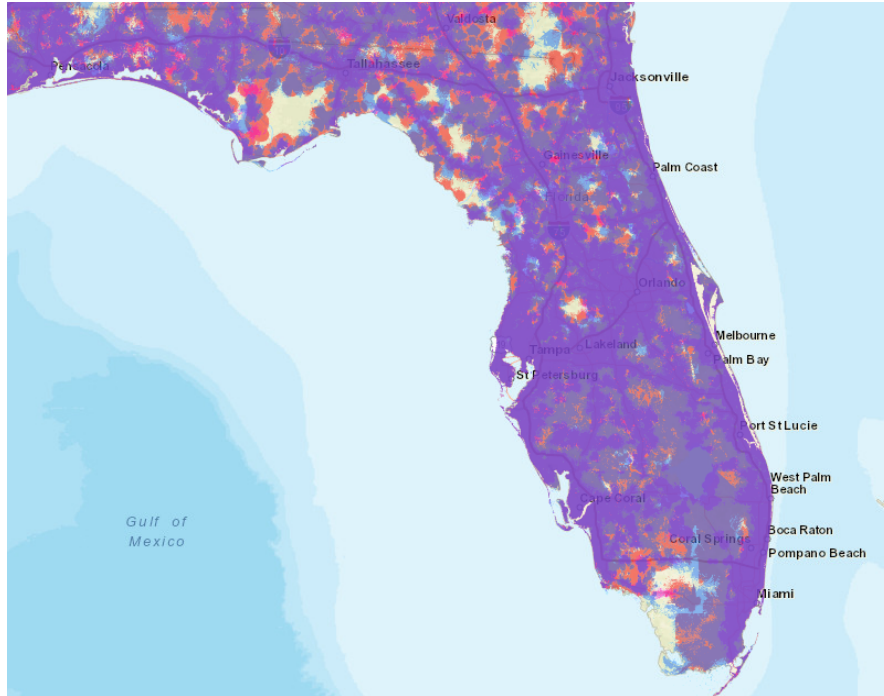 Valdosta
Pensacola
Tallahassee
Jacksonville
Gainesville
Palm Coast
Florida
75
Orlando
Melbourne
Tampa
Lakeland
Palm Bay
St Petersburg
Port St Lucie
West Palm
Beach
Cape Coral
Gulf of
Mexico
Coral Springs
Boca Raton
Pompano Beach
Miami